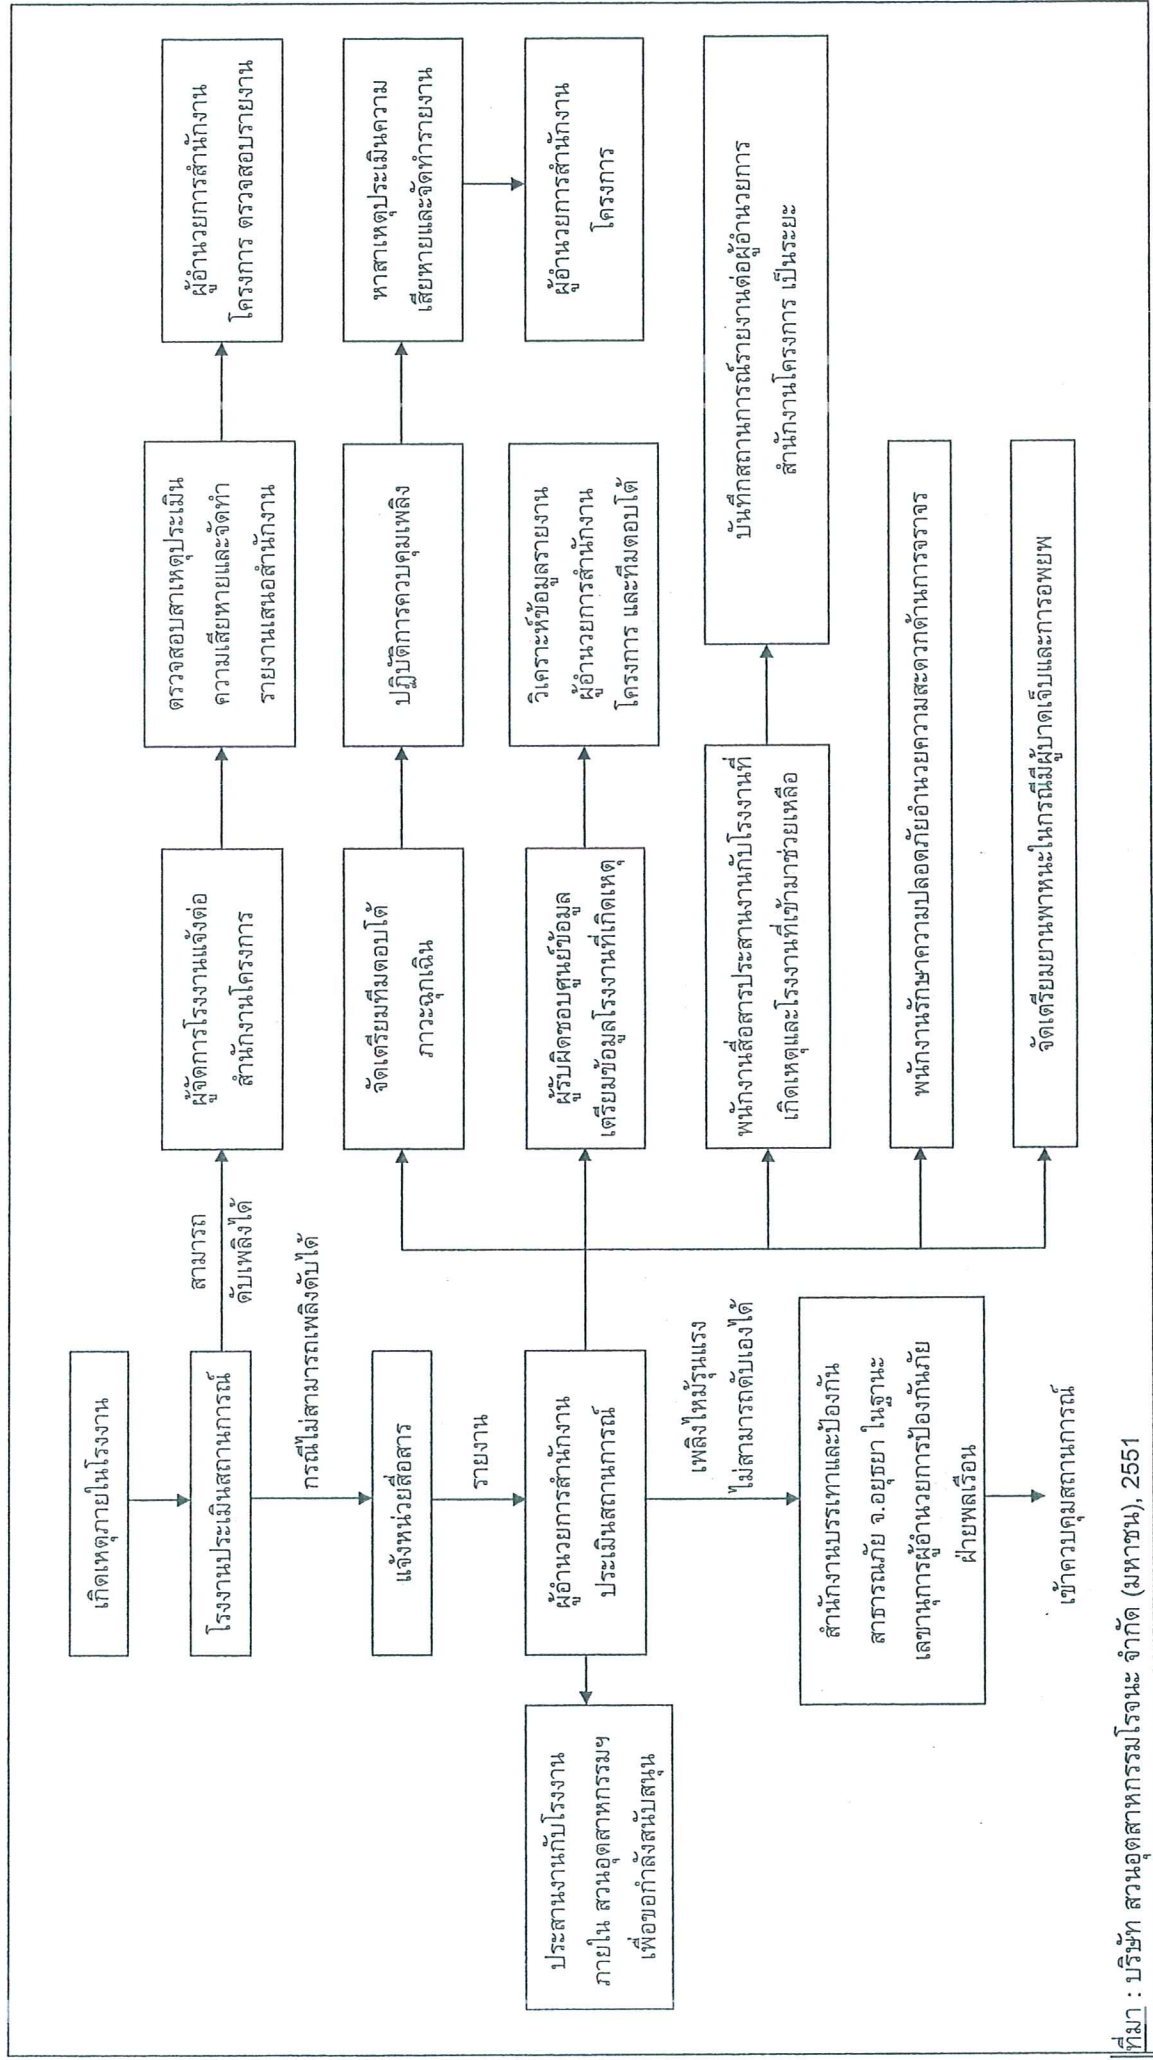 เกิดเหตุภายในโรงงาน
โรงงานประเมินสถานการณ์
สามารถ
ดับเพลิงได้
ผู้จัดการโรงงานแจ้งต่อ
สำนักงานโครงการ
ตรวจสอบสาเหตุประเมิน
ความเสียหายและจัดทำ
รายงานเสนอสำนักงาน
ผู้อำนวยการสำนักงาน
โครงการ ตรวจสอบรายงาน
กรณีไม่สามารถเพลิงดับได้
แจ้งหน่วยสื่อสาร
รายงาน
จัดเตรียมทีมตอบโต้
ภาวะฉุกเฉิน
ปฏิบัติการควบคุมเพลิง
หาสาเหตุประเมินความ
เสียหายและจัดทำรายงาน
ผู้อำนวยการสำนักงาน
โครงการ
ประสานงานกับโรงงาน
ภายใน สวนอุตสาหกรรมฯ
เพื่อขอกำลังสนับสนุน
ผู้อำนวยการสำนักงาน
ประเมินสถานการณ์
ผู้รับผิดชอบศูนย์ข้อมูล
เตรียมข้อมูลโรงงานที่เกิดเหตุ
วิเคราะห์ข้อมูลรายงาน
ผู้อำนวยการสำนักงาน
โครงการ และทีมตอบโต้
เพลิงไหม้รุนแรง
ไม่สามารถดับเองได้
พนักงานสื่อสารประสานงานกับโรงงานที่
เกิดเหตุและโรงงานที่เข้ามาช่วยเหลือ
บันทึกสถานการณ์รายงานต่อผู้อำนวยการ
สำนักงานโครงการ เป็นระยะ
สำนักงานบรรเทาและป้องกัน
สาธารณภัย จ.อยุธยา ในฐานะ
เลขานุการผู้อำนวยการป้องกันภัย
ฝ่ายพลเรือน
พนักงานรักษาความปลอดภัยอำนวยความสะดวกด้านการจราจร
จัดเตรียมยานพาหนะในกรณีมีผู้บาดเจ็บและการอพยพ
เข้าควบคุมสถานการณ์
ที่มา : บริษัท สวนอุตสาหกรรมโรจนะ จำกัด (มหาชน), 2551